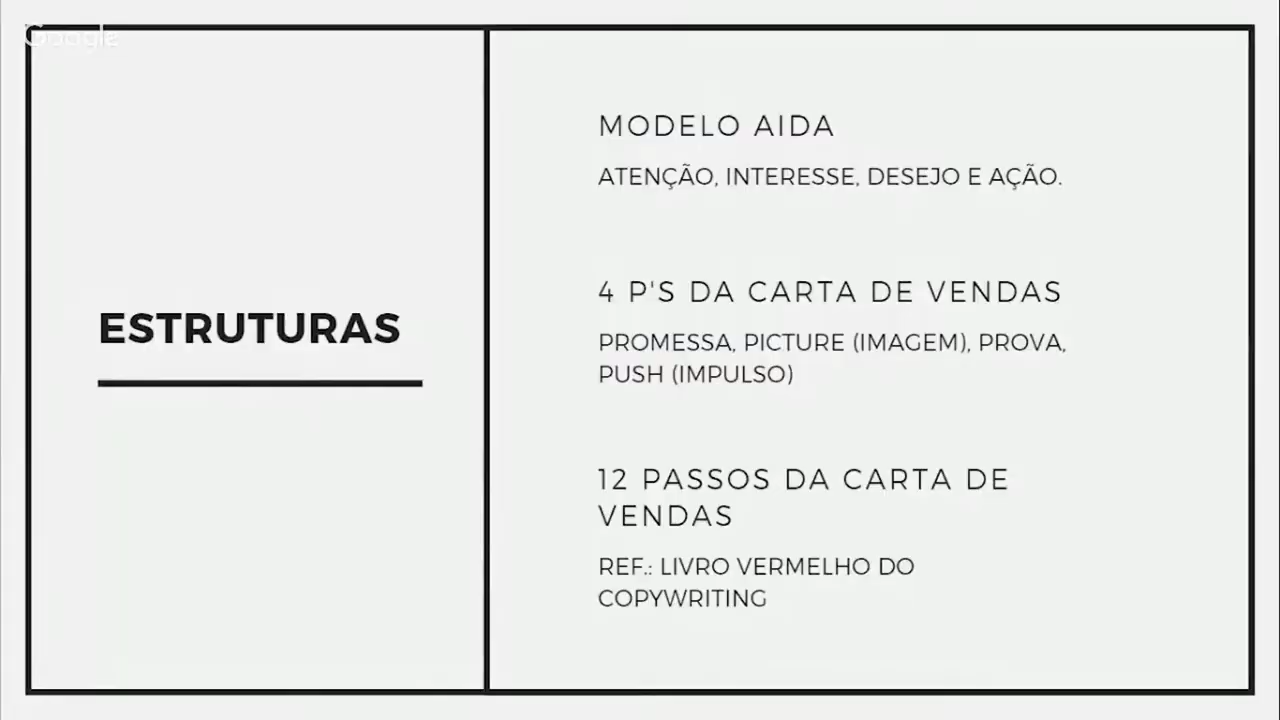 Google
ESTRUTURAS
MODELO AIDA
ATENÇÃO, INTERESSE, DESEJO E AÇÃO.
4 P'S DA CARTA DE VENDAS
PROMESSA, PICTURE (IMAGEM), PROVA,
PUSH (IMPULSO)
12 PASSOS DA CARTA DE
VENDAS
REF.: LIVRO VERMELHO DO
COPYWRITING